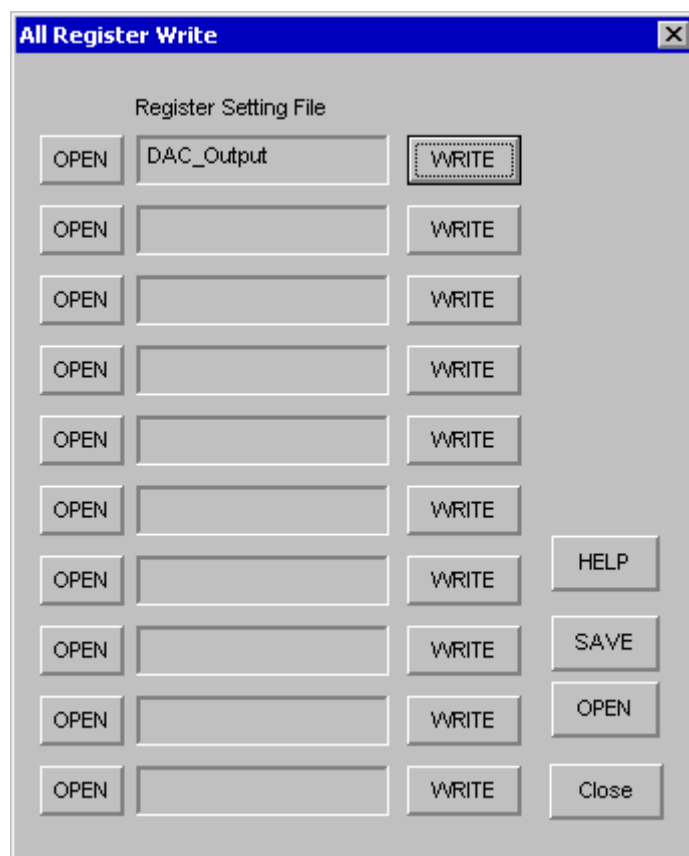 All Register Write
Register Setting File
OPEN DAC_Output WRITE
OPEN WRITE
OPEN WRITE
OPEN WRITE
OPEN WRITE
OPEN WRITE
OPEN WRITE HELP
OPEN WRITE SAVE
OPEN WRITE OPEN
OPEN WRITE Close